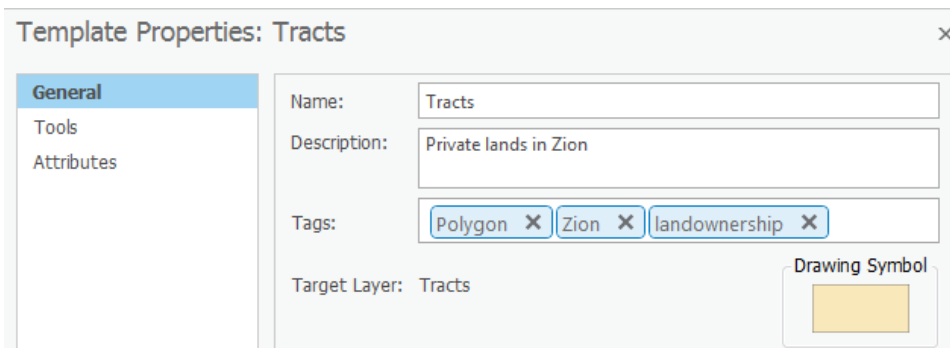 Template Properties: Tracts
General
Tools
Attributes
Name: Tracts
Description: Private lands in Zion
Tags: Polygon × Zion × landownership ×
Target Layer: Tracts
Drawing Symbol